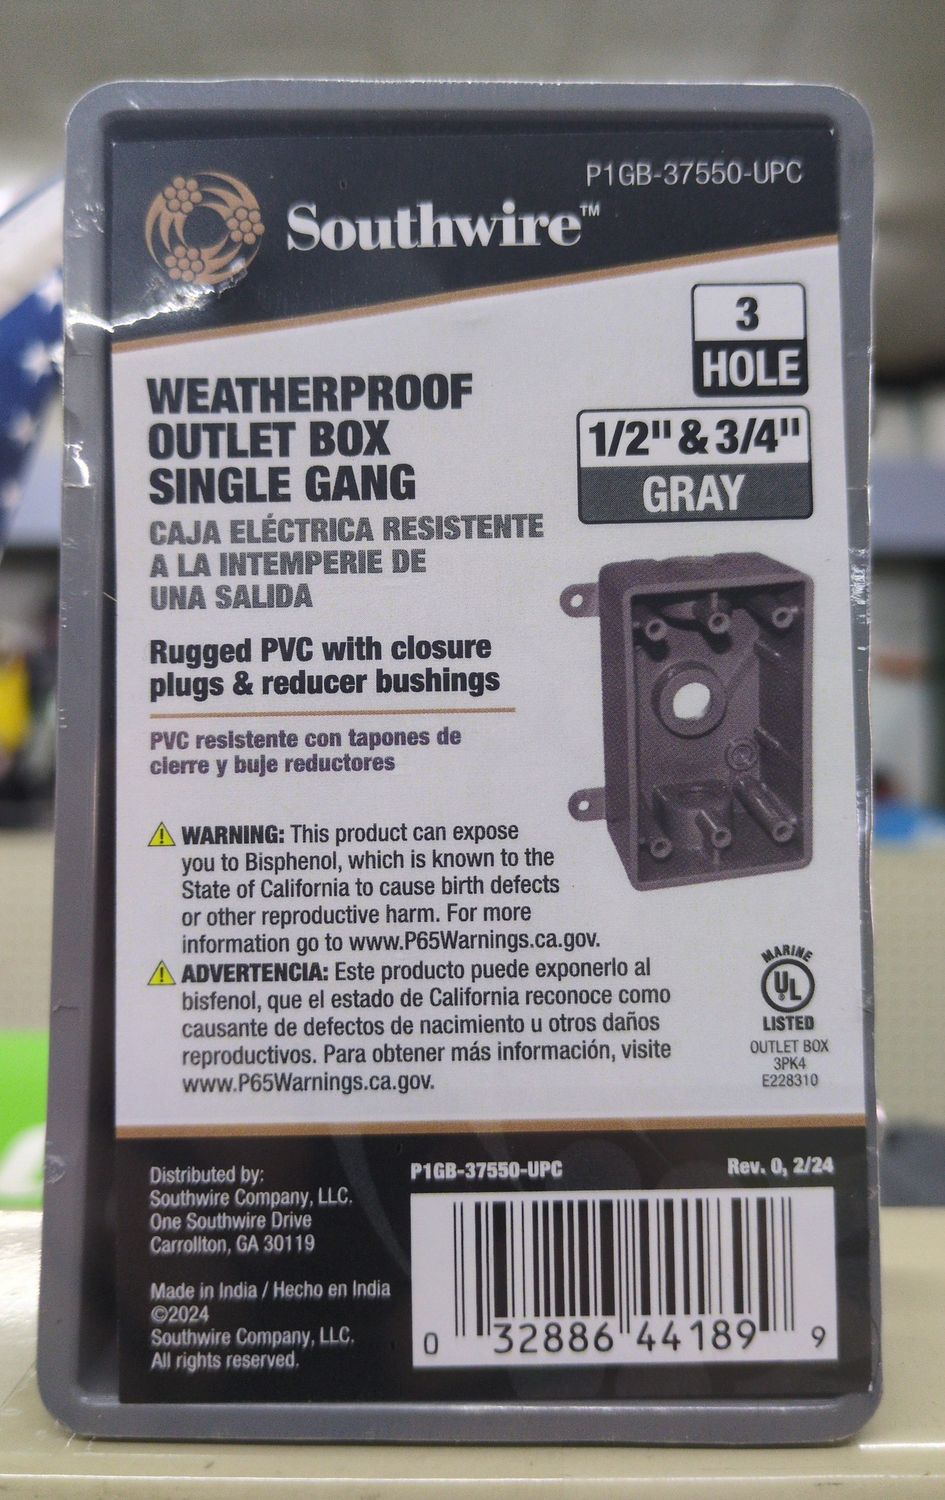 P1GB-37550-UPC
Southwire™
3
HOLE
1/2" & 3/4"
GRAY
WEATHERPROOF
OUTLET BOX
SINGLE GANG
CAJA ELÉCTRICA RESISTENTE
A LA INTEMPERIE DE
UNA SALIDA
Rugged PVC with closure
plugs & reducer bushings
PVC resistente con tapones de
cierre y buje reductores
WARNING: This product can expose
you to Bisphenol, which is known to the
State of California to cause birth defects
or other reproductive harm. For more
information go to www.P65Warnings.ca.gov.
ADVERTENCIA: Este producto puede exponerlo al
bisfenol, que el estado de California reconoce como
causante de defectos de nacimiento u otros daños
reproductivos. Para obtener más información, visite
www.P65Warnings.ca.gov.
MARINE
UL
®
LISTED
OUTLET BOX
3PK4
E228310
Distributed by:
Southwire Company, LLC.
One Southwire Drive
Carrollton, GA 30119
Made in India / Hecho en India
©2024
Southwire Company, LLC.
All rights reserved.
P1GB-37550-UPC
Rev. 0, 2/24
0 32886 44189 9